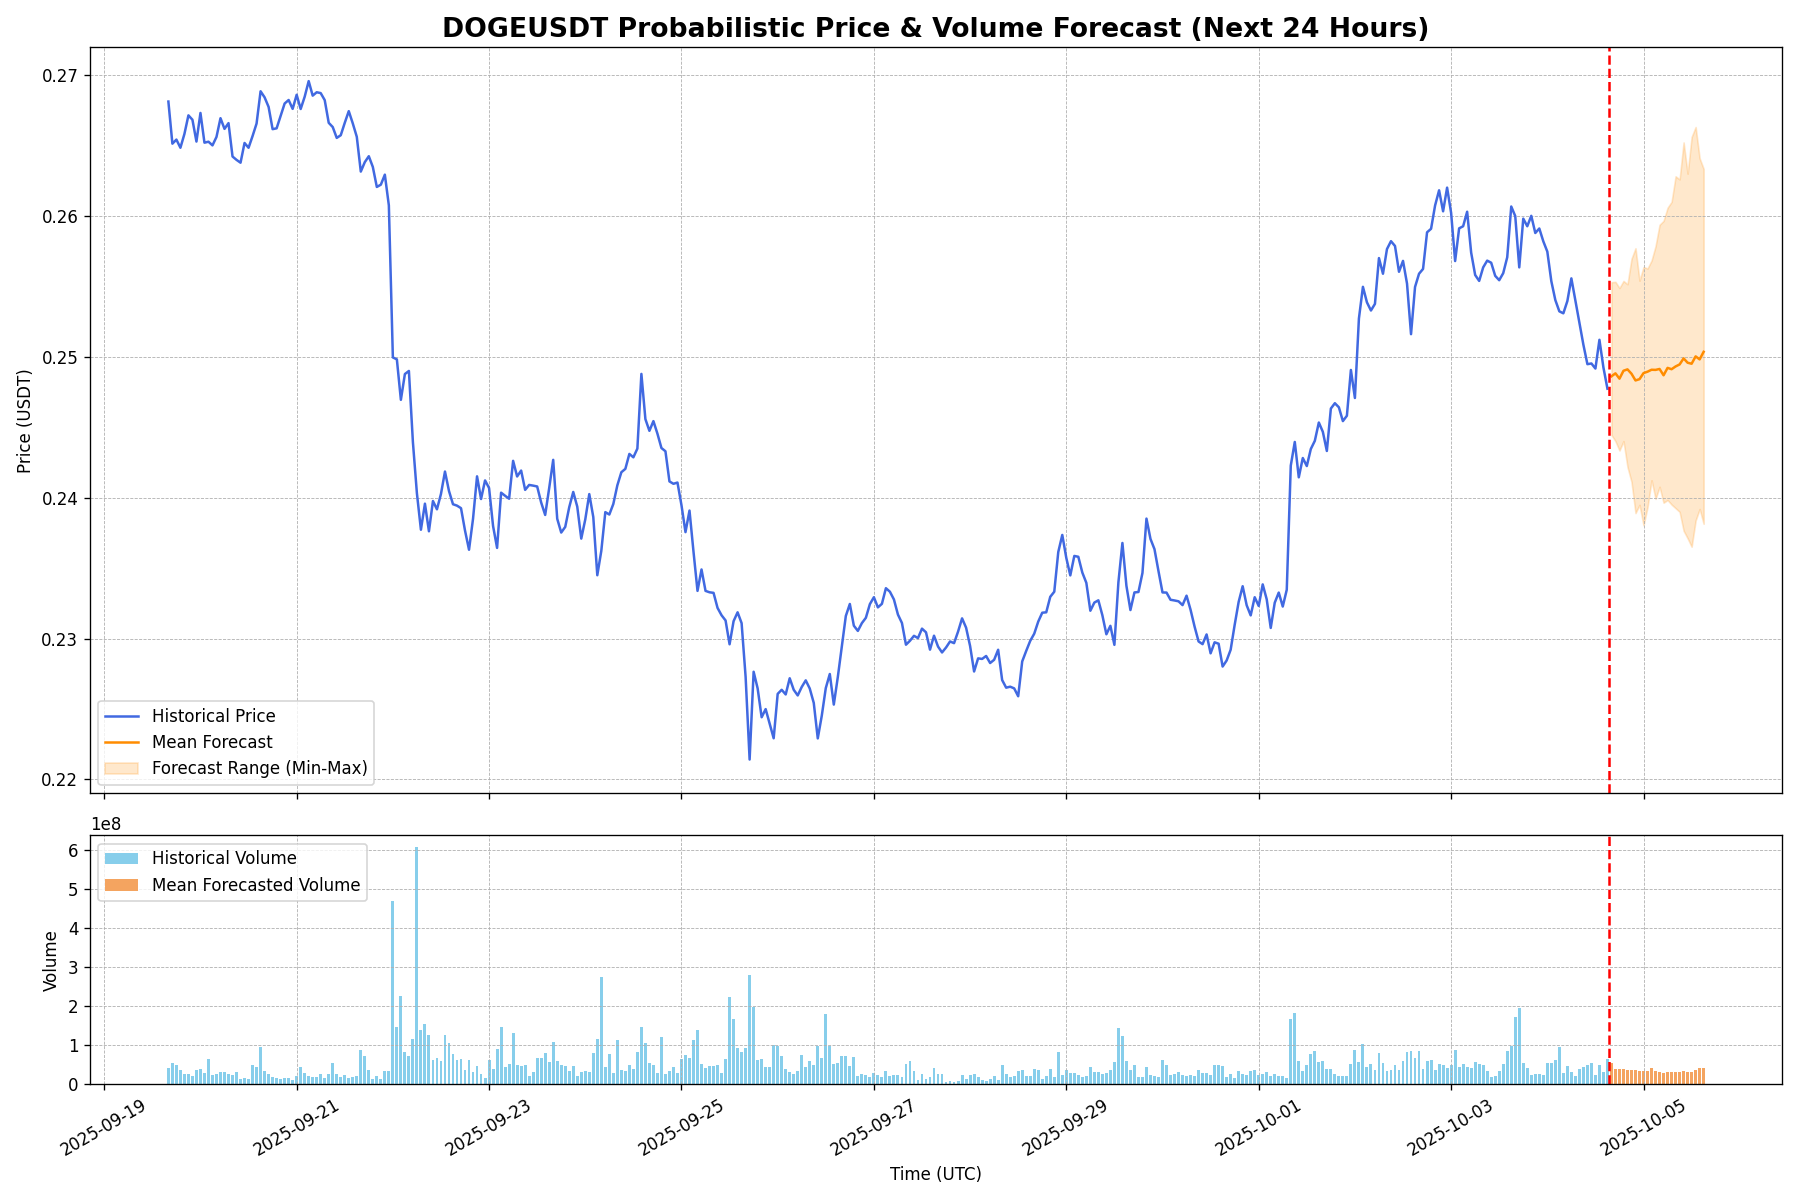 DOGEUSDT Probabilistic Price & Volume Forecast (Next 24 Hours)
Price (USDT)
0.27
0.26
0.25
0.24
0.23
0.22
Historical Price
Mean Forecast
Forecast Range (Min-Max)
1e8
Volume
6
5
4
3
2
1
0
Historical Volume
Mean Forecasted Volume
2025-09-19
2025-09-21
2025-09-23
2025-09-25
2025-09-27
2025-09-29
2025-10-01
2025-10-03
2025-10-05
Time (UTC)